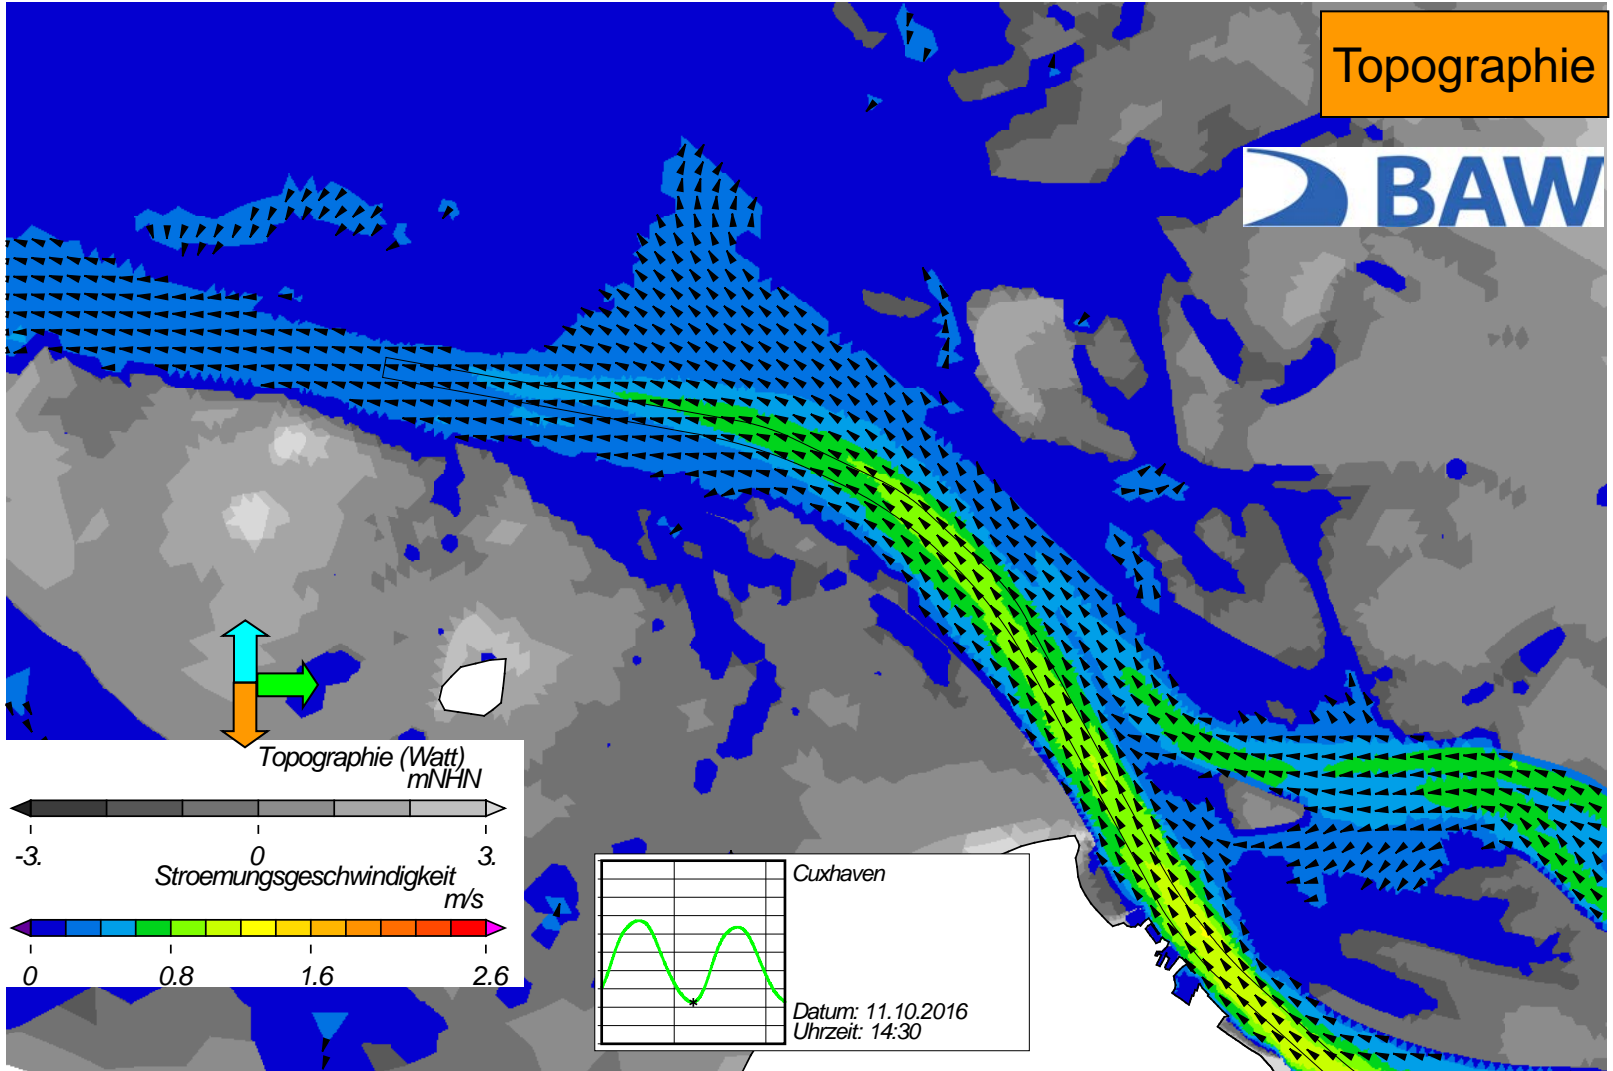 Topographie
BAW
Topographie (Watt)
mNHN
-3. 0 3.
Stroemungsgeschwindigkeit
m/s
0 0.8 1.6 2.6
Cuxhaven
Datum: 11.10.2016
Uhrzeit: 14:30